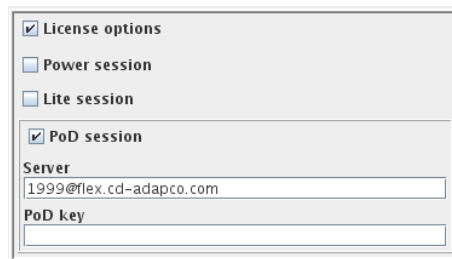 License options
Power session
Lite session
PoD session
Server
1999@flex.cd-adapco.com
PoD key